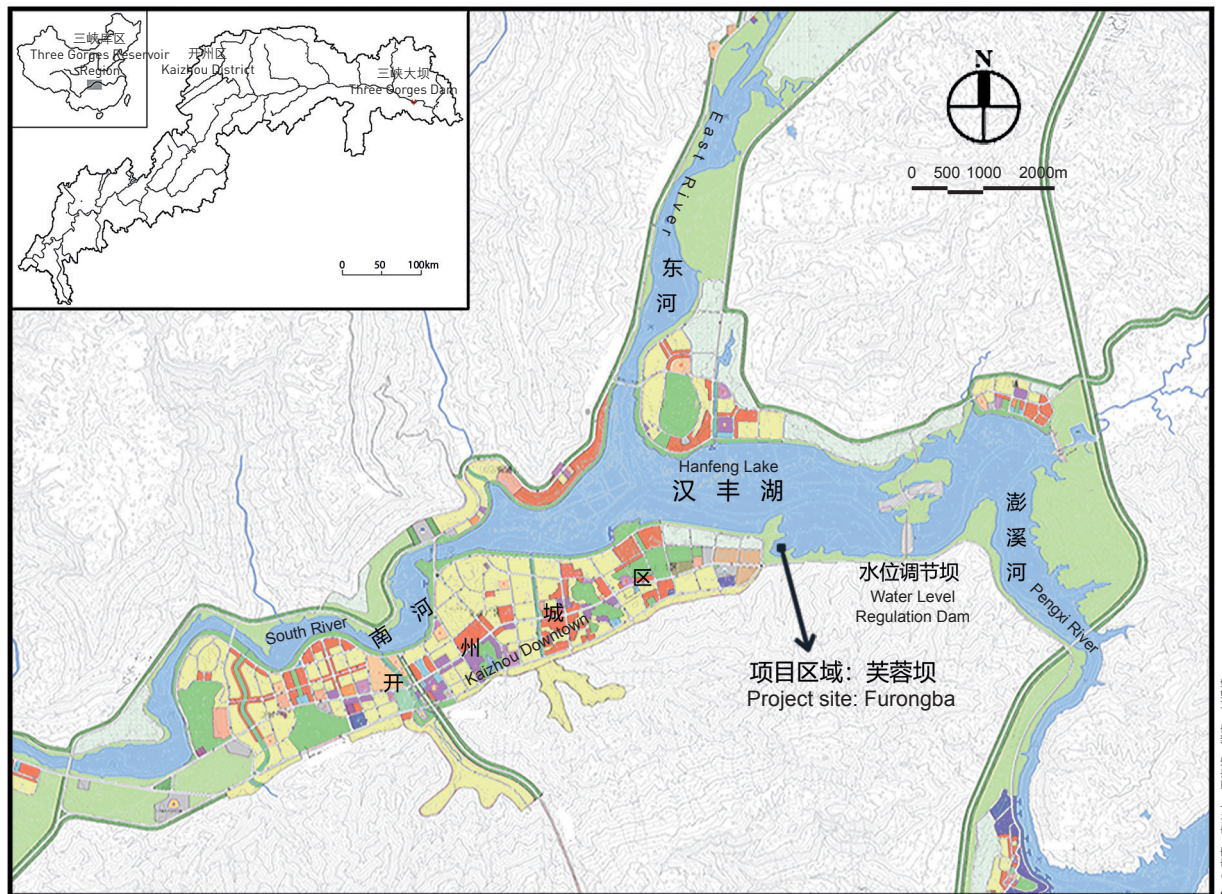 三峡库区
Three Gorges Reservoir
Region
开州区
Kaizhou District
三峡大坝
Three Gorges Dam
0 50 100km
N
0 500 1000 2000m
East River
东河
Hanfeng Lake
汉丰湖
澎溪河
Pengxi River
水位调节坝
Water Level
Regulation Dam
South River
南河
开州城区
Kaizhou Downtown
项目区域：芙蓉坝
Project site: Furongba